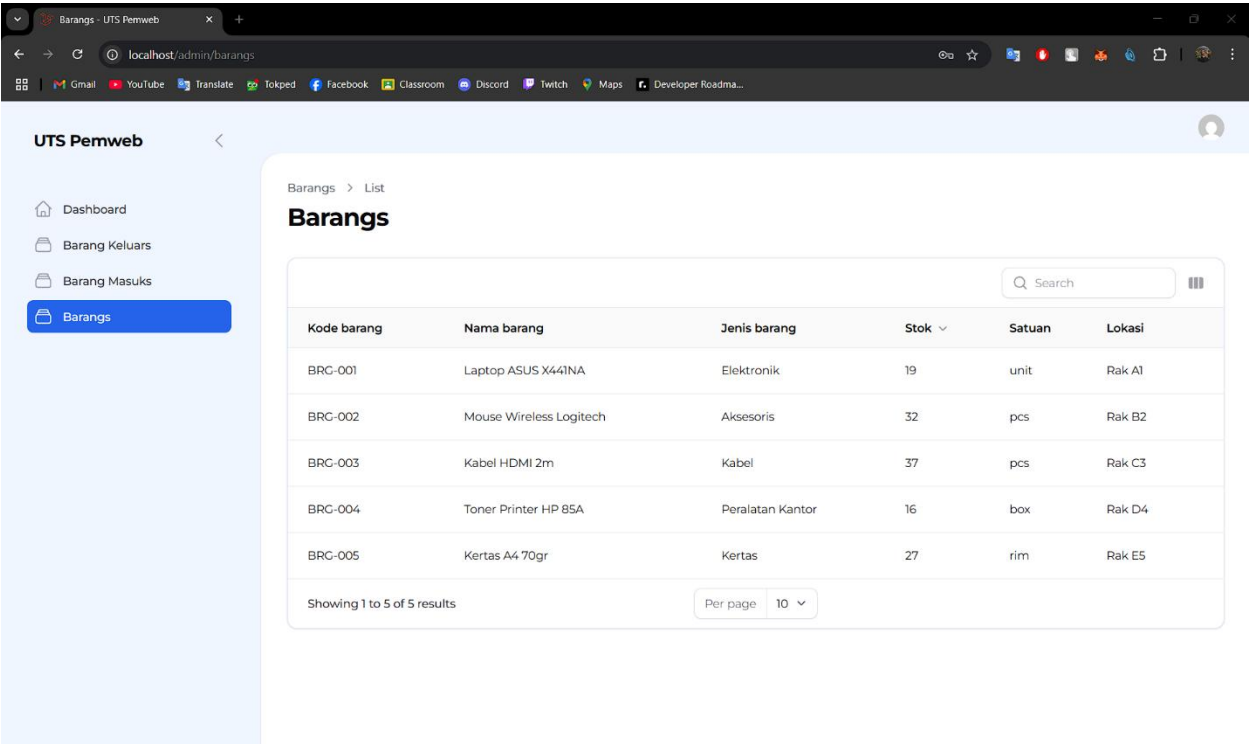 Barangs - UTS Pemweb
localhost/admin/barangs
Gmail YouTube Translate Tokped Facebook Classroom Discord Twitch Maps Developer Roadma...
UTS Pemweb
Dashboard
Barang Keluars
Barang Masuks
Barangs
Barangs > List
Barangs
Search
Kode barang Nama barang Jenis barang Stok Satuan Lokasi
BRG-001 Laptop ASUS X441NA Elektronik 19 unit Rak A1
BRG-002 Mouse Wireless Logitech Aksesoris 32 pcs Rak B2
BRG-003 Kabel HDMI 2m Kabel 37 pcs Rak C3
BRG-004 Toner Printer HP 85A Peralatan Kantor 16 box Rak D4
BRG-005 Kertas A4 70gr Kertas 27 rim Rak E5
Showing 1 to 5 of 5 results Per page 10